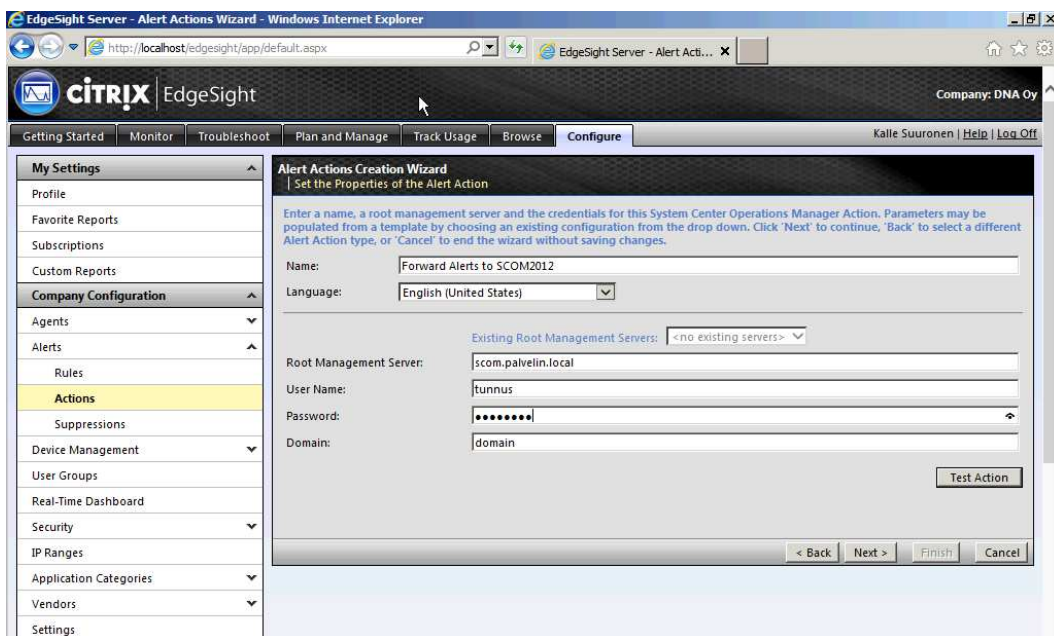 EdgeSight Server - Alert Actions Wizard - Windows Internet Explorer
http://localhost/edgesight/app/default.aspx
EdgeSight Server - Alert Acti... X
CİTRIX EdgeSight
Company: DNA Oy
Getting Started Monitor Troubleshoot Plan and Manage Track Usage Browse Configure
Kalle Suuronen | Help | Log Off
My Settings
Profile
Favorite Reports
Subscriptions
Custom Reports
Company Configuration
Agents
Alerts
Rules
Actions
Suppressions
Device Management
User Groups
Real-Time Dashboard
Security
IP Ranges
Application Categories
Vendors
Settings
Alert Actions Creation Wizard
| Set the Properties of the Alert Action
Enter a name, a root management server and the credentials for this System Center Operations Manager Action. Parameters may be
populated from a template by choosing an existing configuration from the drop down. Click 'Next' to continue, 'Back' to select a different
Alert Action type, or 'Cancel' to end the wizard without saving changes.
Name: Forward Alerts to SCOM2012
Language: English (United States)
Existing Root Management Servers: <no existing servers>
Root Management Server: scom.palvelin.local
User Name: tunnus
Password: ••••••••
Domain: domain
Test Action
< Back Next > Finish Cancel